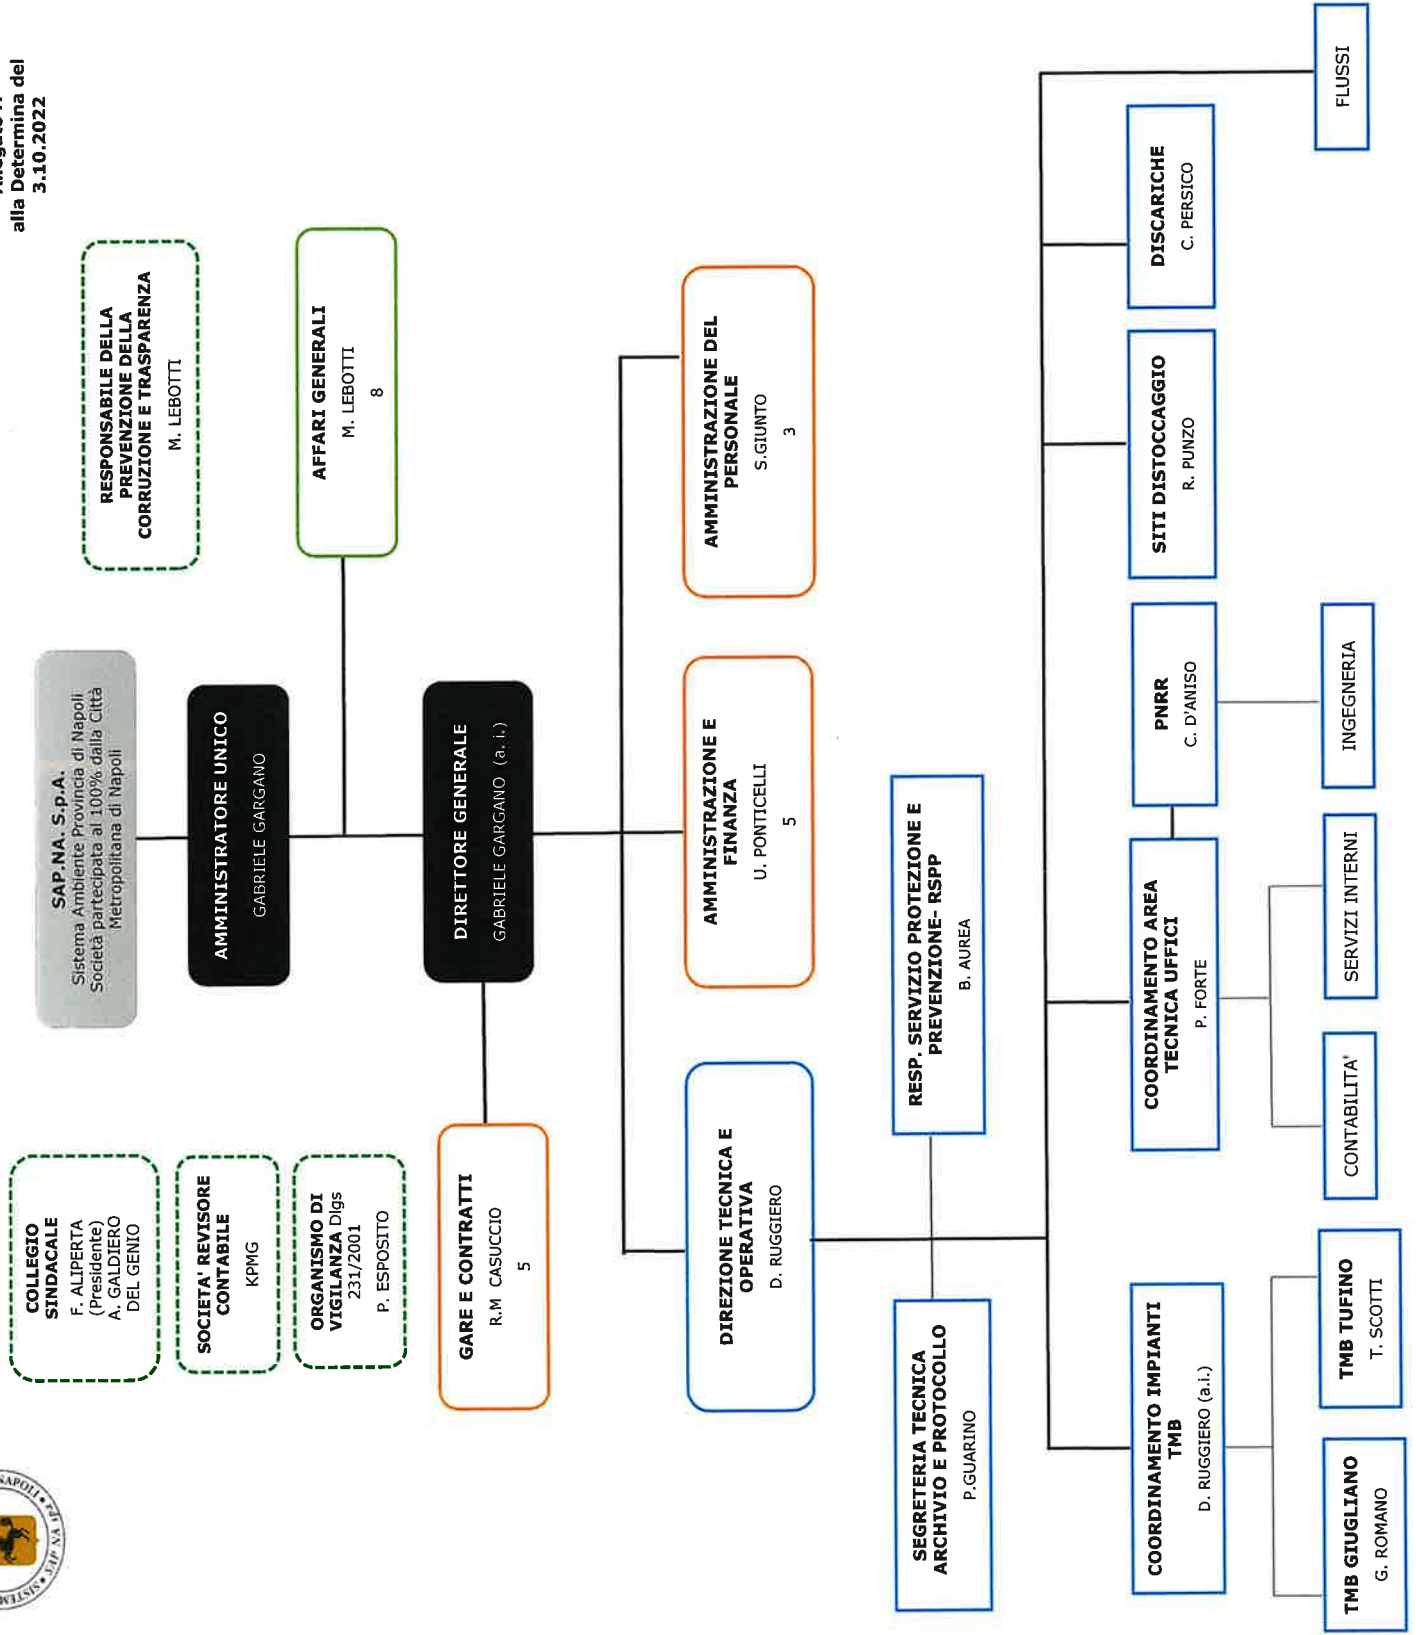 alla Determina del
3.10.2022
COLLEGIO
SINDACALE
F. ALIPERTA
(Presidente)
A. GALDIERO
DEL GENIO
SOCIETA' REVISORE
CONTABILE
KPMG
ORGANISMO DI
VIGILANZA Dlgs
231/2001
P. ESPOSITO
SAP.NA. S.p.A.
Sistema Ambiente Provincia di Napoli
Società partecipata al 100% dalla Città
Metropolitana di Napoli
RESPONSABILE DELLA
PREVENZIONE DELLA
CORRUZIONE E TRASPARENZA
M. LEBOTTI
AMMINISTRATORE UNICO
GABRIELE GARGANO
AFFARI GENERALI
M. LEBOTTI
8
GARE E CONTRATTI
R.M CASUCCIO
5
DIRETTORE GENERALE
GABRIELE GARGANO (a. i.)
DIREZIONE TECNICA E
OPERATIVA
D. RUGGIERO
AMMINISTRAZIONE E
FINANZA
U. PONTICELLI
5
AMMINISTRAZIONE DEL
PERSONALE
S.GIUNTO
3
SEGRETERIA TECNICA
ARCHIVIO E PROTOCOLLO
P.GUARINO
RESP. SERVIZIO PROTEZIONE E
PREVENZIONE- RSPP
B. AUREA
COORDINAMENTO IMPIANTI
TMB
D. RUGGIERO (a.i.)
COORDINAMENTO AREA
TECNICA UFFICI
P. FORTE
PNRR
C. D'ANISO
SITI DISTOCCAGGIO
R. PUNZO
DISCARICHE
C. PERSICO
TMB GIUGLIANO
G. ROMANO
TMB TUFINO
T. SCOTTI
CONTABILITA'
SERVIZI INTERNI
INGEGNERIA
FLUSSI